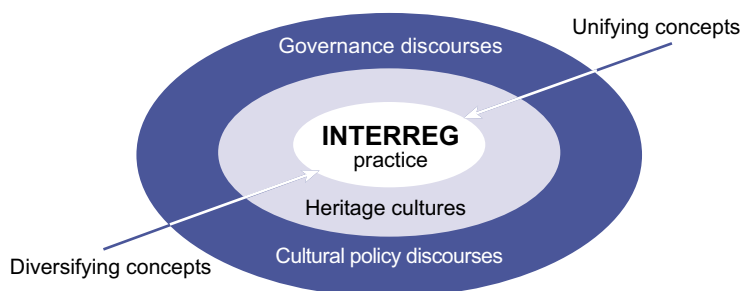 Unifying concepts
Governance discourses
INTERREG
practice
Heritage cultures
Cultural policy discourses
Diversifying concepts